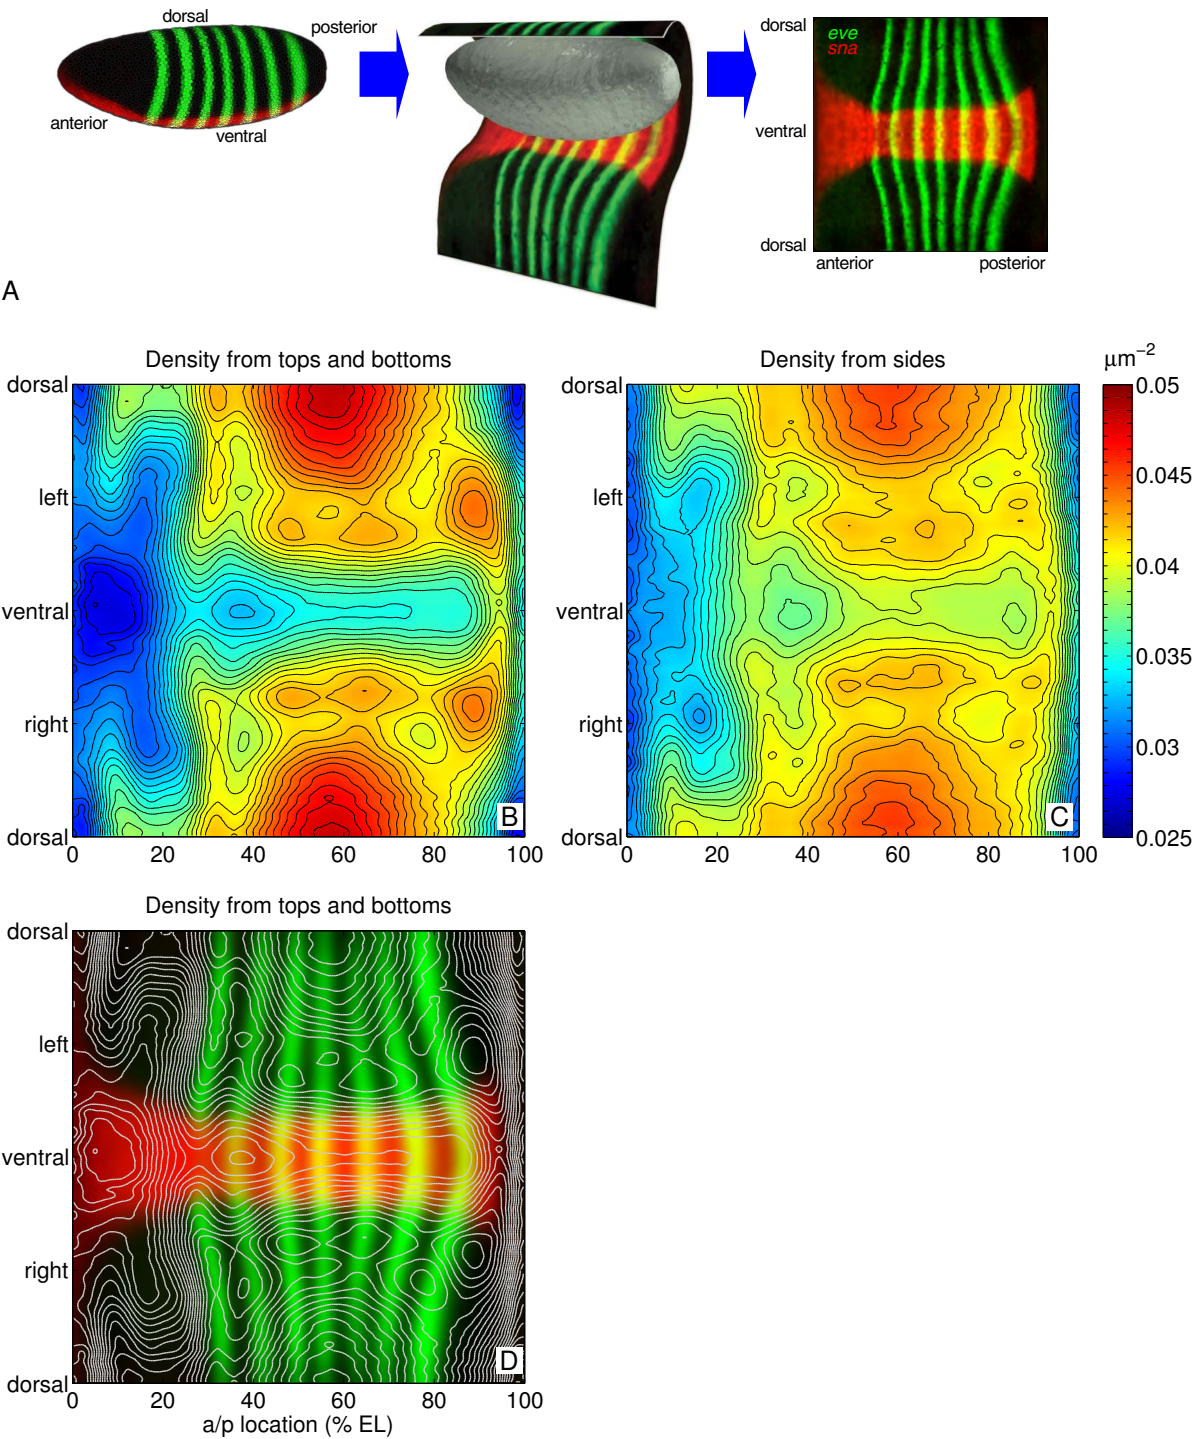 dorsal
posterior
anterior
ventral
dorsal
eve
sna
ventral
dorsal
anterior
posterior
A
Density from tops and bottoms
dorsal
left
ventral
right
dorsal
0
20
40
60
80
100
B
Density from sides
dorsal
left
ventral
right
dorsal
0
20
40
60
80
100
C
μm⁻²
0.05
0.045
0.04
0.035
0.03
0.025
Density from tops and bottoms
dorsal
left
ventral
right
dorsal
0
20
40
60
80
100
D
a/p location (% EL)